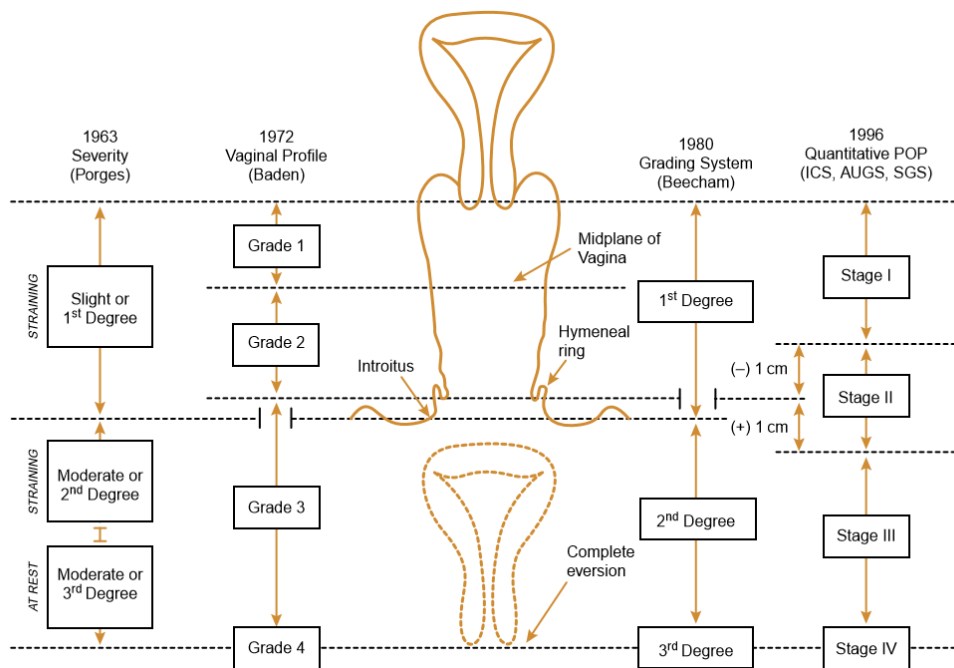 1963
Severity
(Porges)
1972
Vaginal Profile
(Baden)
1980
Grading System
(Beecham)
1996
Quantitative POP
(ICS, AUGS, SGS)
STRAINING
Slight or
1st Degree
STRAINING
Moderate or
2nd Degree
AT REST
Moderate or
3rd Degree
Grade 1
Grade 2
Grade 3
Grade 4
Midplane of
Vagina
Introitus
Hymeneal
ring
Complete
eversion
1st Degree
2nd Degree
3rd Degree
Stage I
(–) 1 cm
Stage II
(+) 1 cm
Stage III
Stage IV